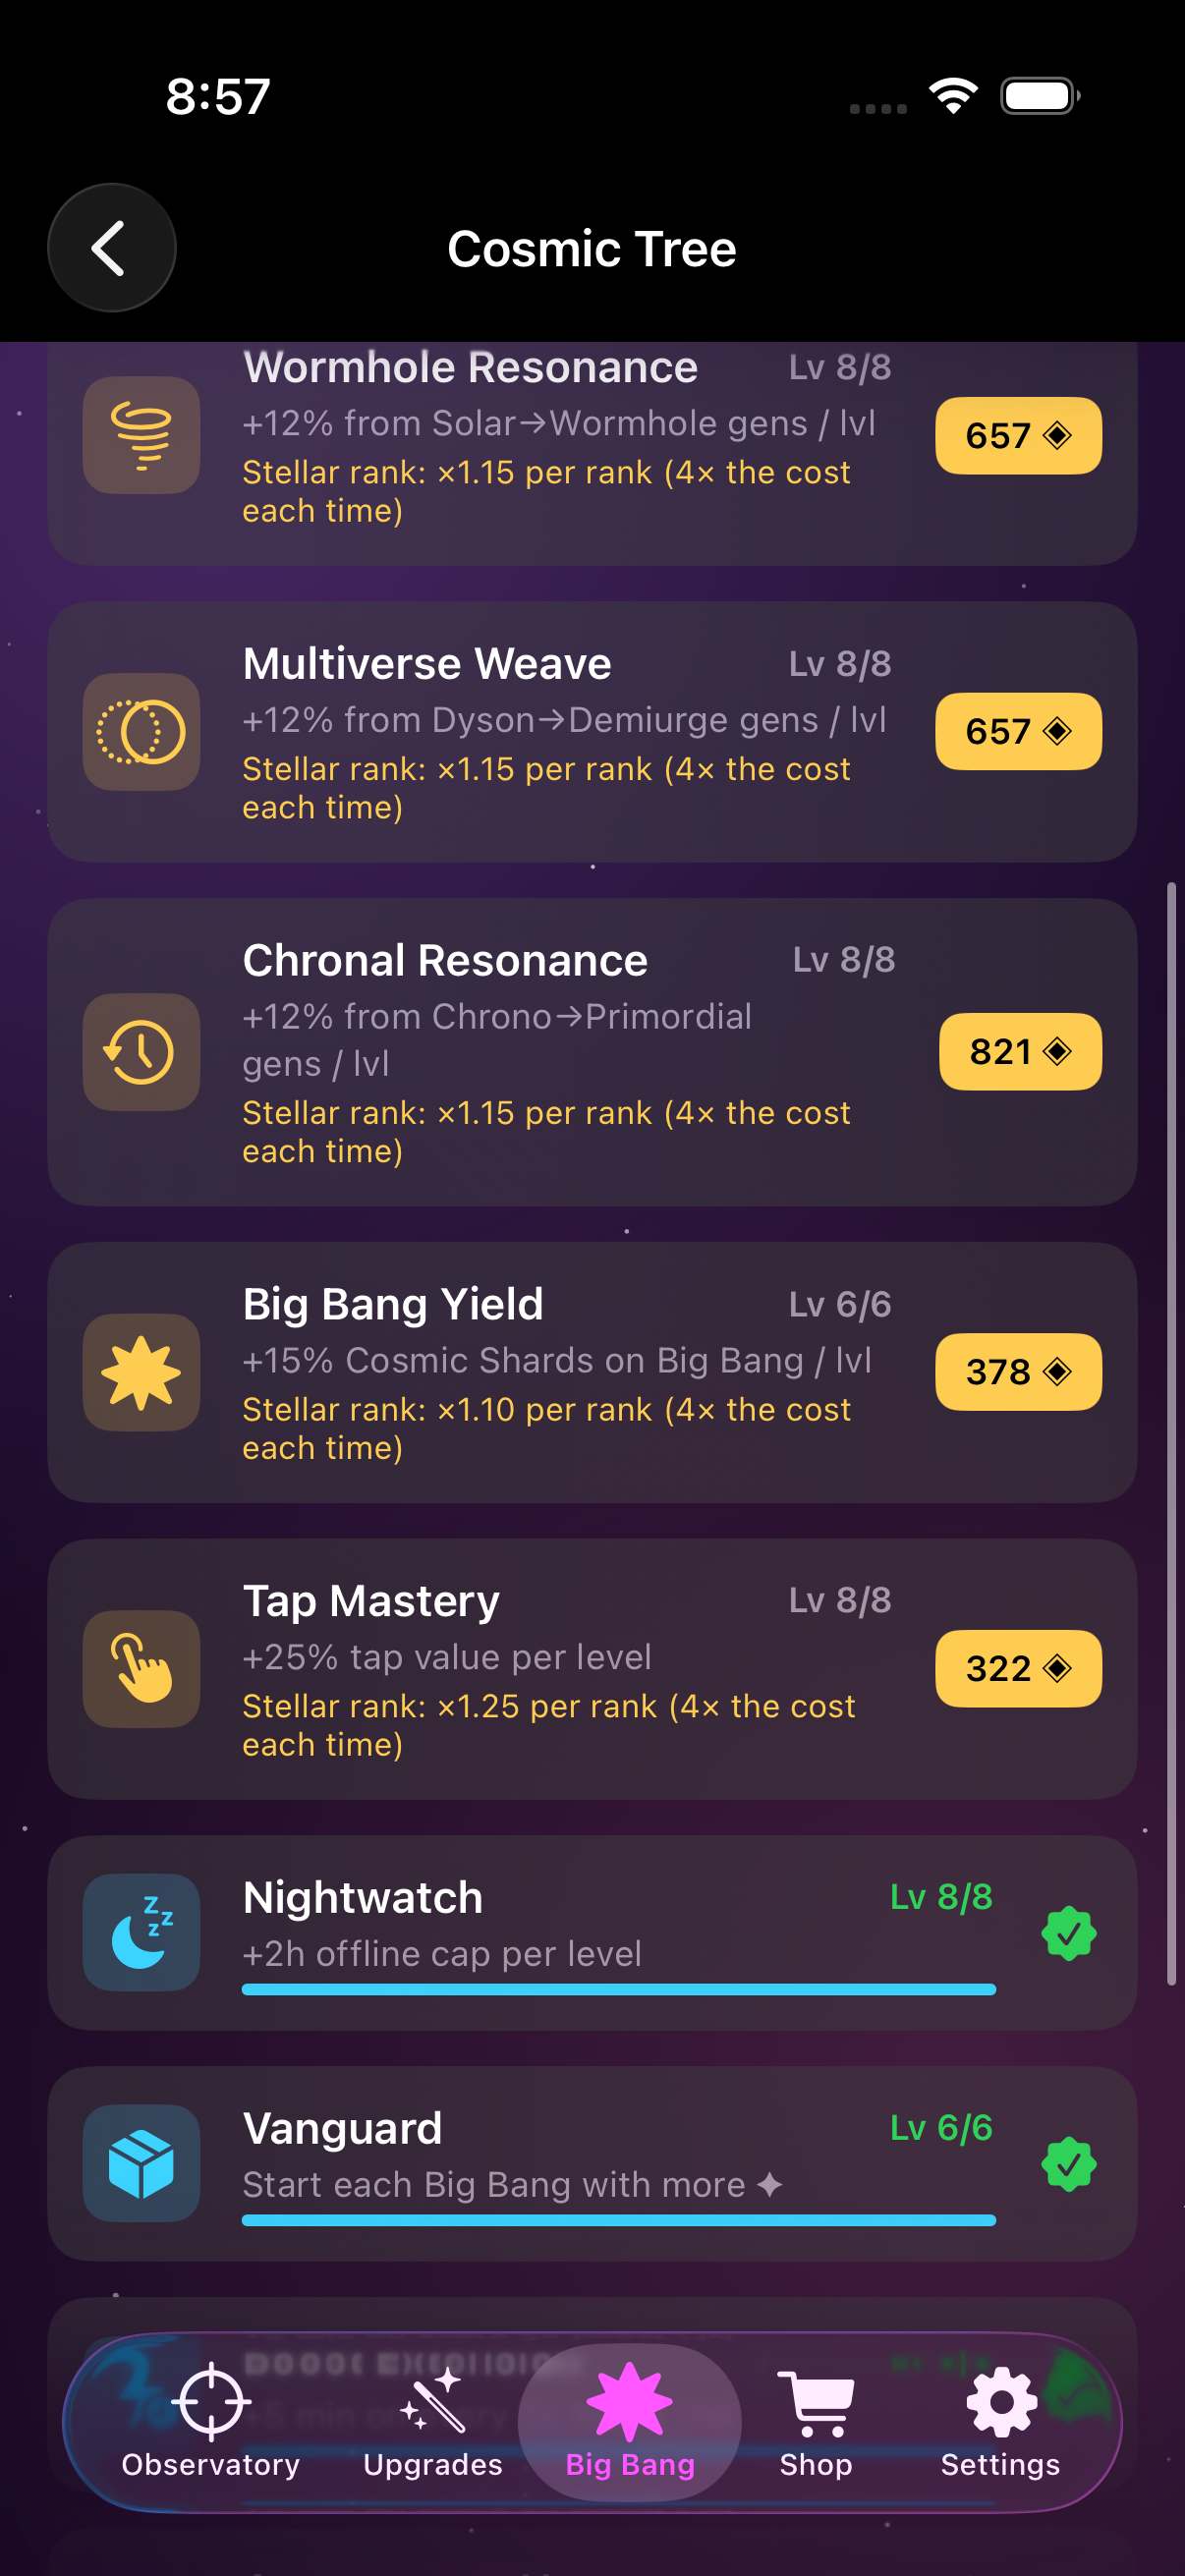 8:57
Cosmic Tree
Wormhole Resonance
Lv 8/8
+12% from Solar→Wormhole gens / lvl
Stellar rank: ×1.15 per rank (4× the cost
each time)
657 ◈
Multiverse Weave
Lv 8/8
+12% from Dyson→Demiurge gens / lvl
Stellar rank: ×1.15 per rank (4× the cost
each time)
657 ◈
Chronal Resonance
Lv 8/8
+12% from Chrono→Primordial
gens / lvl
Stellar rank: ×1.15 per rank (4× the cost
each time)
821 ◈
Big Bang Yield
Lv 6/6
+15% Cosmic Shards on Big Bang / lvl
Stellar rank: ×1.10 per rank (4× the cost
each time)
378 ◈
Tap Mastery
Lv 8/8
+25% tap value per level
Stellar rank: ×1.25 per rank (4× the cost
each time)
322 ◈
Nightwatch
Lv 8/8
+2h offline cap per level
Vanguard
Lv 6/6
Start each Big Bang with more ✦
Observatory
Upgrades
Big Bang
Shop
Settings